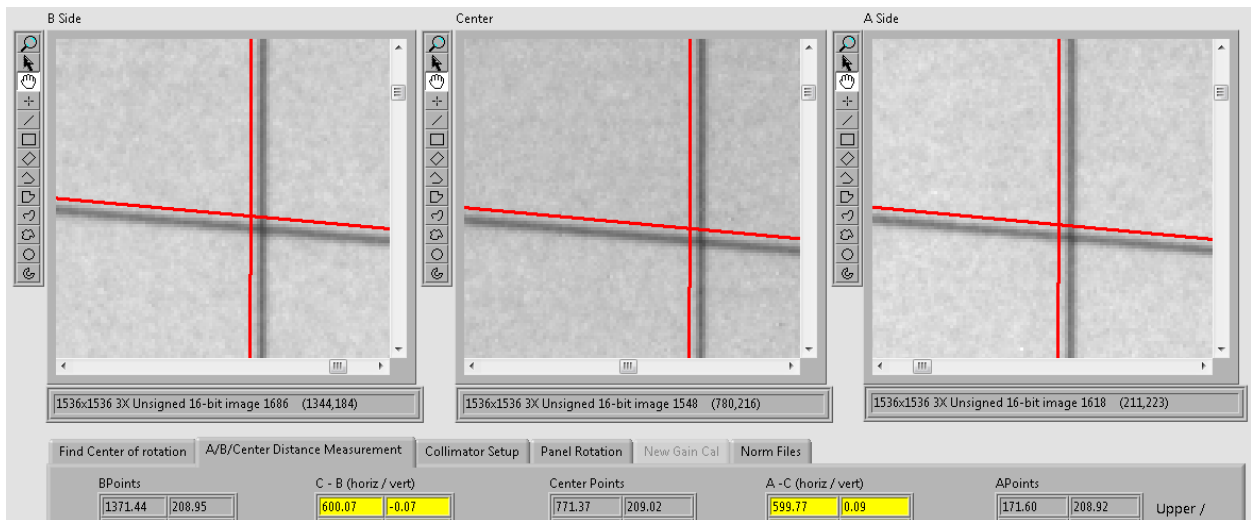 B Side
Center
A Side
1536x1536 3X Unsigned 16-bit image 1686 (1344,184)
1536x1536 3X Unsigned 16-bit image 1548 (780,216)
1536x1536 3X Unsigned 16-bit image 1618 (211,223)
Find Center of rotation A/B/Center Distance Measurement Collimator Setup Panel Rotation New Gain Cal Norm Files
BPoints C - B (horiz / vert) Center Points A -C (horiz / vert) APoints
1371.44 208.95 600.07 -0.07 771.37 209.02 599.77 0.09 171.60 208.92 Upper /